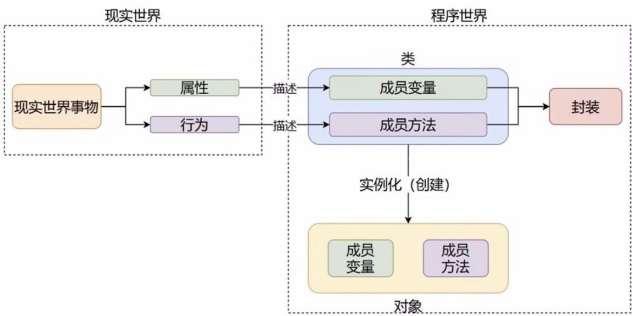 现实世界
程序世界
类
现实世界事物
属性
描述
成员变量
封装
行为
描述
成员方法
实例化（创建）
成员
变量
成员
方法
对象